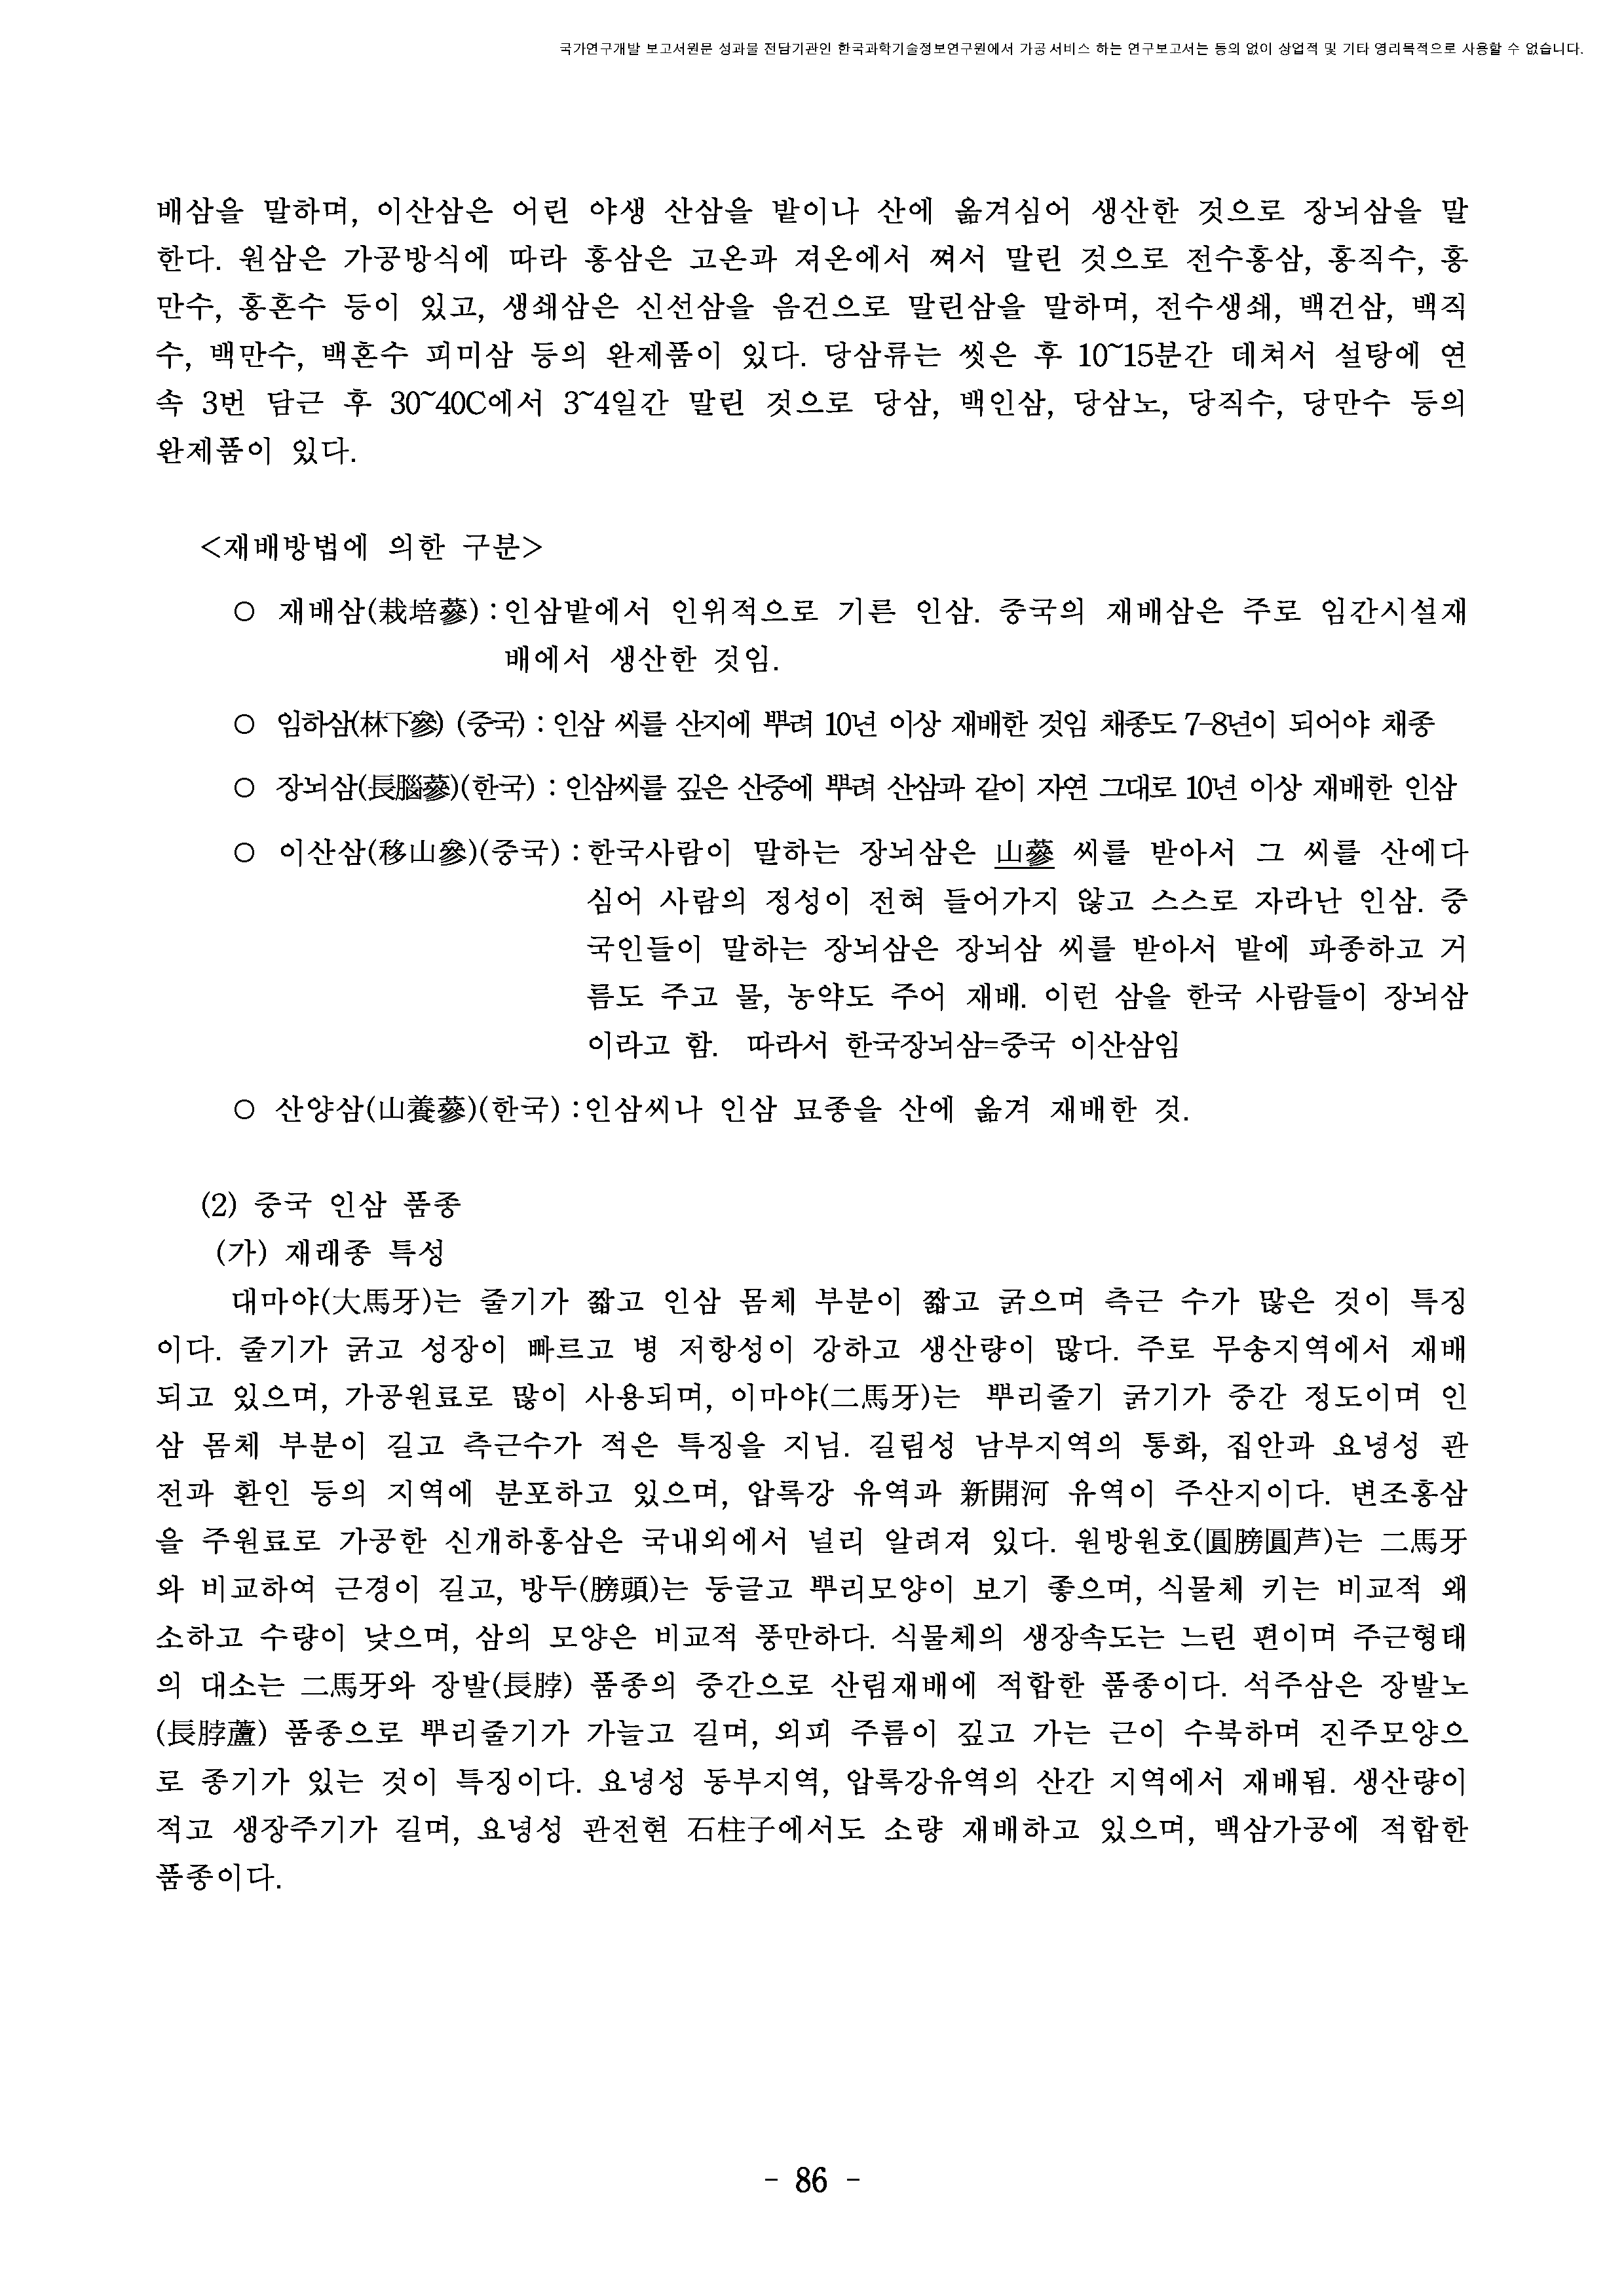 국가연구개발 보고서원문 성과물 전담기관인 한국과학기술정보연구원에서 가공·서비스 하는 연구보고서는 동의 없이 상업적 및 기타 영리목적으로 사용할 수 없습니다.
배삼을 말하며, 이산삼은 어린 야생 산삼을 밭이나 산에 옮겨심어 생산한 것으로 장뇌삼을 말
한다. 원삼은 가공방식에 따라 홍삼은 고온과 져온에서 쪄서 말린 것으로 전수홍삼, 홍직수, 홍
만수, 홍혼수 등이 있고, 생쇄삼은 신선삼을 음건으로 말린삼을 말하며, 전수생쇄, 백건삼, 백직
수, 백만수, 백혼수 피미삼 등의 완제품이 있다. 당삼류는 씻은 후 10~15분간 데쳐서 설탕에 연
속 3번 담근 후 30~40C에서 3~4일간 말린 것으로 당삼, 백인삼, 당삼노, 당직수, 당만수 등의
완제품이 있다.
<재배방법에 의한 구분>
○ 재배삼(栽培蔘) : 인삼밭에서 인위적으로 기른 인삼. 중국의 재배삼은 주로 임간시설재
배에서 생산한 것임.
○ 임하삼(林下參) (중국) : 인삼 씨를 산지에 뿌려 10년 이상 재배한 것임 채종도 7-8년이 되어야 채종
○ 장뇌삼(長腦蔘)(한국) : 인삼씨를 깊은 산중에 뿌려 산삼과 같이 자연 그대로 10년 이상 재배한 인삼
○ 이산삼(移山參)(중국) : 한국사람이 말하는 장뇌삼은 山蔘 씨를 받아서 그 씨를 산에다
심어 사람의 정성이 전혀 들어가지 않고 스스로 자라난 인삼. 중
국인들이 말하는 장뇌삼은 장뇌삼 씨를 받아서 밭에 파종하고 거
름도 주고 물, 농약도 주어 재배. 이런 삼을 한국 사람들이 장뇌삼
이라고 함. 따라서 한국장뇌삼=중국 이산삼임
○ 산양삼(山養蔘)(한국) : 인삼씨나 인삼 묘종을 산에 옮겨 재배한 것.
(2) 중국 인삼 품종
(가) 재래종 특성
대마야(大馬牙)는 줄기가 짧고 인삼 몸체 부분이 짧고 굵으며 측근 수가 많은 것이 특징
이다. 줄기가 굵고 성장이 빠르고 병 저항성이 강하고 생산량이 많다. 주로 무송지역에서 재배
되고 있으며, 가공원료로 많이 사용되며, 이마야(二馬牙)는 뿌리줄기 굵기가 중간 정도이며 인
삼 몸체 부분이 길고 측근수가 적은 특징을 지님. 길림성 남부지역의 통화, 집안과 요녕성 관
전과 환인 등의 지역에 분포하고 있으며, 압록강 유역과 新開河 유역이 주산지이다. 변조홍삼
을 주원료로 가공한 신개하홍삼은 국내외에서 널리 알려져 있다. 원방원호(圓膀圓芦)는 二馬牙
와 비교하여 근경이 길고, 방두(膀頭)는 둥글고 뿌리모양이 보기 좋으며, 식물체 키는 비교적 왜
소하고 수량이 낮으며, 삼의 모양은 비교적 풍만하다. 식물체의 생장속도는 느린 편이며 주근형태
의 대소는 二馬牙와 장발(長脖) 품종의 중간으로 산림재배에 적합한 품종이다. 석주삼은 장발노
(長脖蘆) 품종으로 뿌리줄기가 가늘고 길며, 외피 주름이 깊고 가는 근이 수북하며 진주모양으
로 종기가 있는 것이 특징이다. 요녕성 동부지역, 압록강유역의 산간 지역에서 재배됨. 생산량이
적고 생장주기가 길며, 요녕성 관전현 石柱子에서도 소량 재배하고 있으며, 백삼가공에 적합한
품종이다.
- 86 -